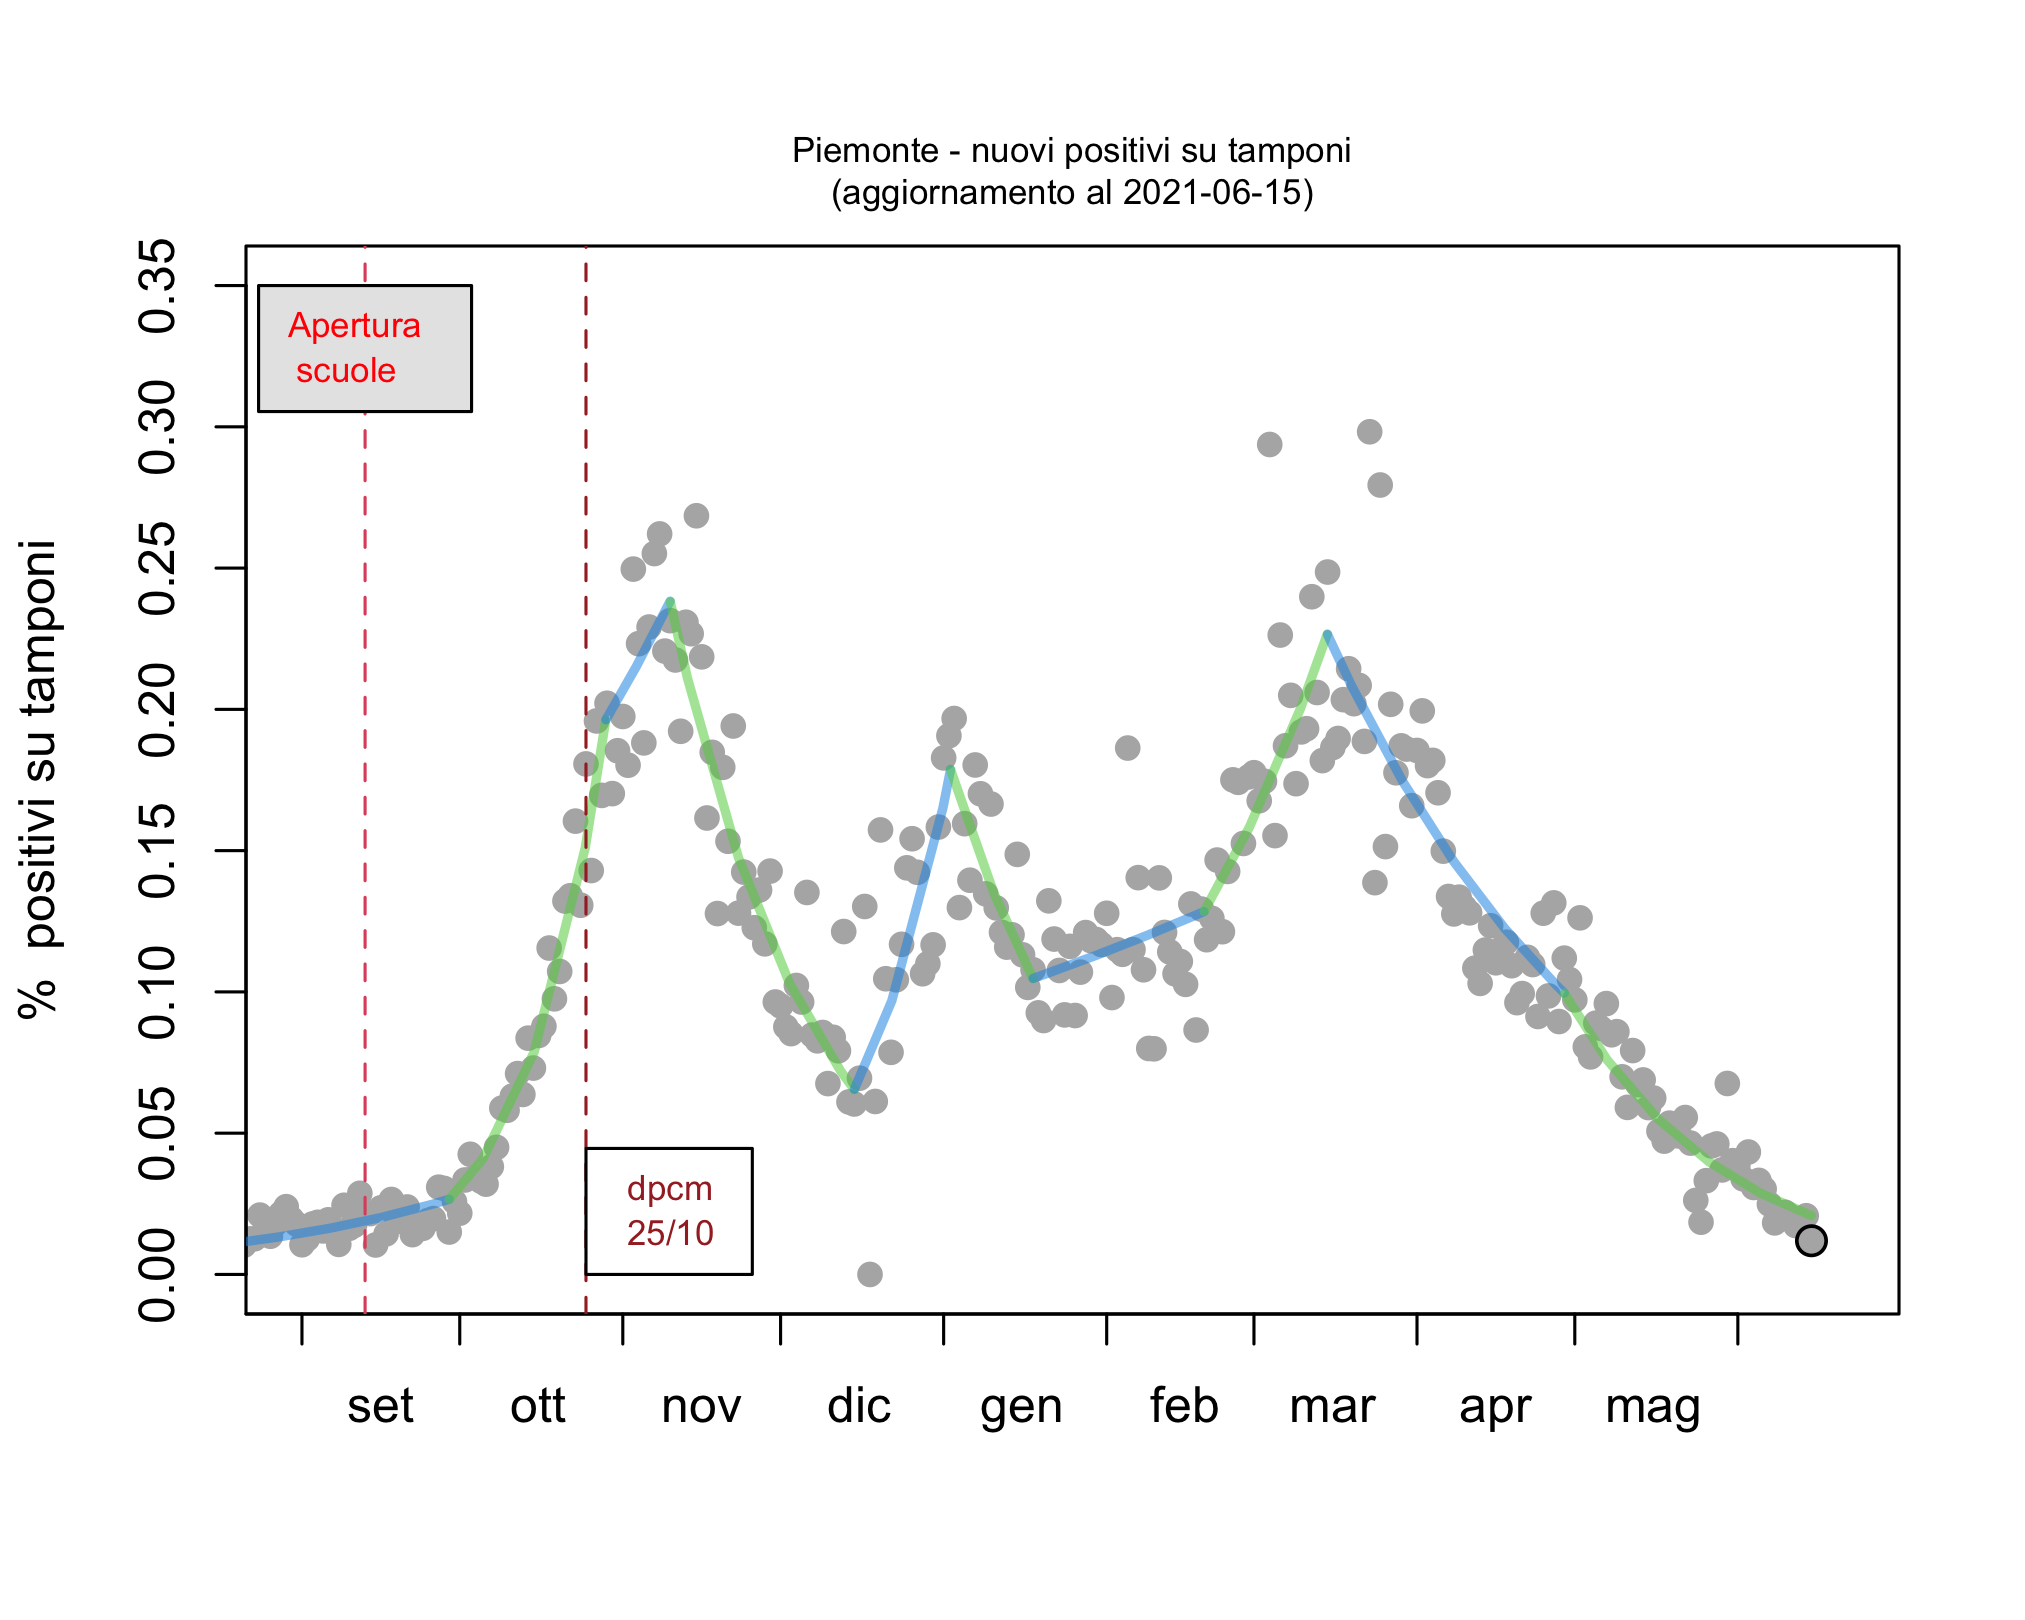 Piemonte - nuovi positivi su tamponi
(aggiornamento al 2021-06-15)
% positivi su tamponi
0.35
0.30
0.25
0.20
0.15
0.10
0.05
0.00
Apertura
scuole
dpcm
25/10
set ott nov dic gen feb mar apr mag